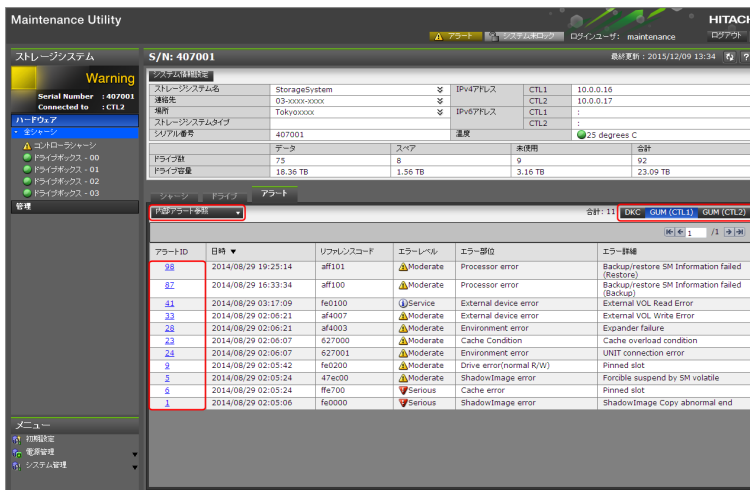 Maintenance Utility
HITACH
アラート システム未ロック ログインユーザ: maintenance ログアウト
ストレージシステム
S/N: 407001
最終更新 : 2015/12/09 13:34
Warning
Serial Number : 407001
Connected to : CTL2
システム情報設定
ストレージシステム名 StorageSystem IPv4アドレス CTL1 10.0.0.16
連絡先 03-xxxx-xxxx CTL2 10.0.0.17
場所 Tokyoxxxx IPv6アドレス CTL1 :
ストレージシステムタイプ CTL2 :
シリアル番号 407001 温度 25 degrees C
ハードウェア
- 全シャーシ
コントローラシャーシ
ドライブボックス - 00
ドライブボックス - 01
ドライブボックス - 02
ドライブボックス - 03
管理
データ スペア 未使用 合計
ドライブ数 75 8 9 92
ドライブ容量 18.36 TB 1.56 TB 3.16 TB 23.09 TB
シャーシ ドライブ アラート
内部アラート参照
合計: 11 DKC GUM (CTL1) GUM (CTL2)
1 /1
アラートID 日時 ▼ リファレンスコード エラーレベル エラー部位 エラー詳細
98 2014/08/29 19:25:14 aff101 Moderate Processor error Backup/restore SM Information failed
(Restore)
87 2014/08/29 16:33:34 aff100 Moderate Processor error Backup/restore SM Information failed
(Backup)
41 2014/08/29 03:17:09 fe0100 Service External device error External VOL Read Error
33 2014/08/29 02:06:21 af4007 Moderate External device error External VOL Write Error
28 2014/08/29 02:06:21 af4003 Moderate Environment error Expander failure
23 2014/08/29 02:06:07 627000 Moderate Cache Condition Cache overload condition
24 2014/08/29 02:06:07 627001 Moderate Environment error UNIT connection error
9 2014/08/29 02:05:42 fe0200 Moderate Drive error(normal R/W) Pinned slot
5 2014/08/29 02:05:24 47ec00 Moderate ShadowImage error Forcible suspend by SM volatile
6 2014/08/29 02:05:24 ffe700 Serious Cache error Pinned slot
1 2014/08/29 02:05:06 fe0000 Serious ShadowImage error ShadowImage Copy abnormal end
メニュー
初期設定
電源管理
システム管理